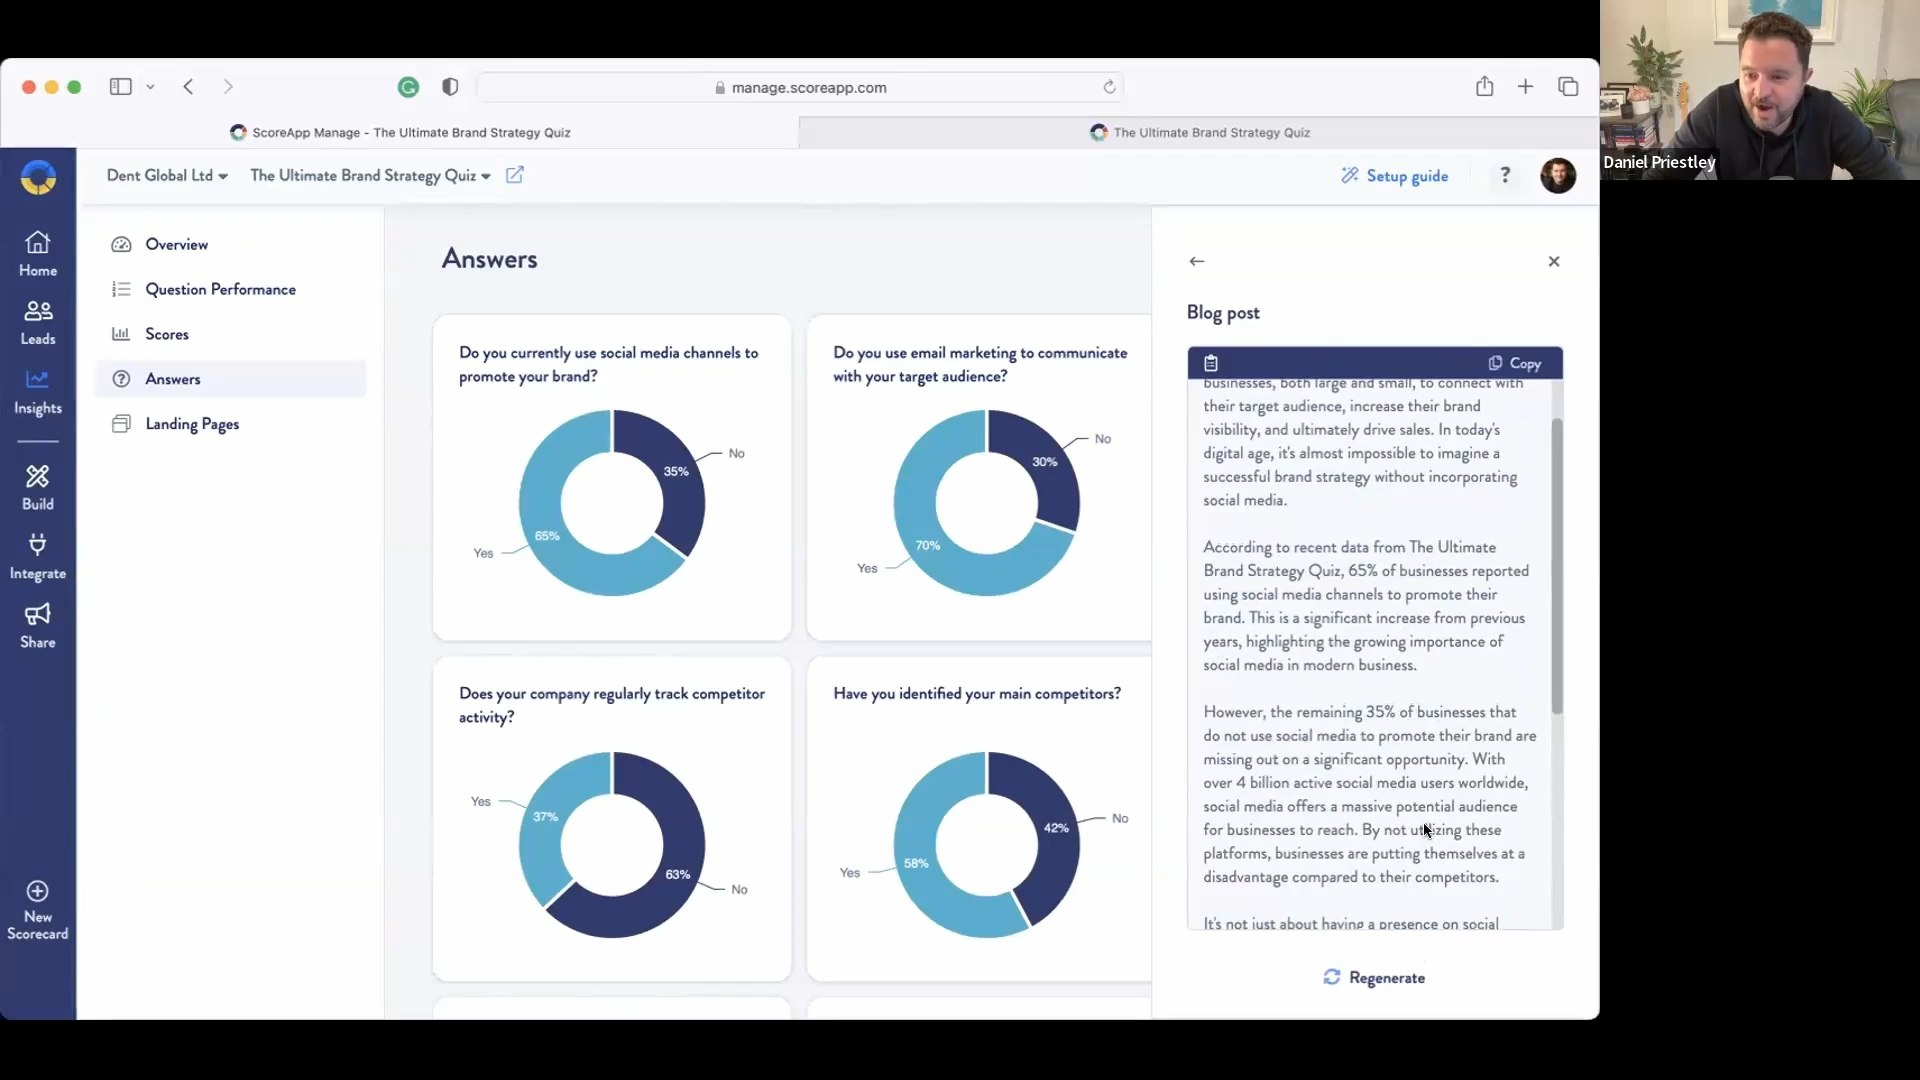 manage.scoreapp.com
ScoreApp Manage - The Ultimate Brand Strategy Quiz
The Ultimate Brand Strategy Quiz
Daniel Priestley
Dent Global Ltd
The Ultimate Brand Strategy Quiz
Setup guide
?
Home
Leads
Insights
Build
Integrate
Share
New
Scorecard
Overview
Question Performance
Scores
Answers
Landing Pages
Answers
Do you currently use social media channels to
promote your brand?
No
35%
65%
Yes
Do you use email marketing to communicate
with your target audience?
No
30%
70%
Yes
Does your company regularly track competitor
activity?
Yes
37%
63%
No
Have you identified your main competitors?
No
42%
58%
Yes
Blog post
Copy
businesses, both large and small, to connect with
their target audience, increase their brand
visibility, and ultimately drive sales. In today's
digital age, it's almost impossible to imagine a
successful brand strategy without incorporating
social media.
According to recent data from The Ultimate
Brand Strategy Quiz, 65% of businesses reported
using social media channels to promote their
brand. This is a significant increase from previous
years, highlighting the growing importance of
social media in modern business.
However, the remaining 35% of businesses that
do not use social media to promote their brand are
missing out on a significant opportunity. With
over 4 billion active social media users worldwide,
social media offers a massive potential audience
for businesses to reach. By not utilizing these
platforms, businesses are putting themselves at a
disadvantage compared to their competitors.
It's not just about having a presence on social
Regenerate